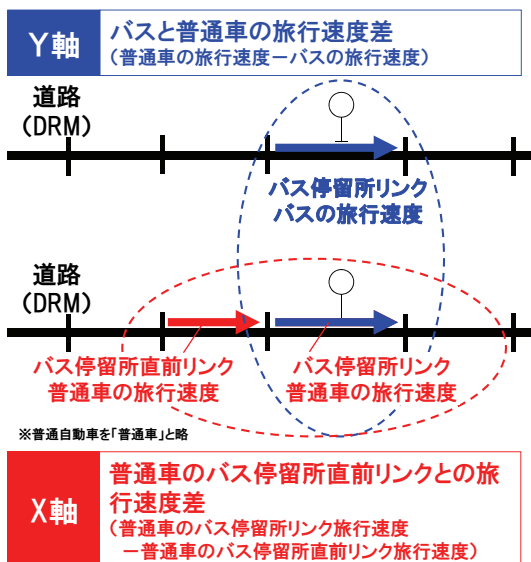 Y軸
バスと普通車の旅行速度差
(普通車の旅行速度－バスの旅行速度)
道路
(DRM)
バス停留所リンク
バスの旅行速度
道路
(DRM)
バス停留所直前リンク
普通車の旅行速度
バス停留所リンク
普通車の旅行速度
※普通自動車を「普通車」と略
X軸
普通車のバス停留所直前リンクとの旅
行速度差
(普通車のバス停留所リンク旅行速度
－普通車のバス停留所直前リンク旅行速度)